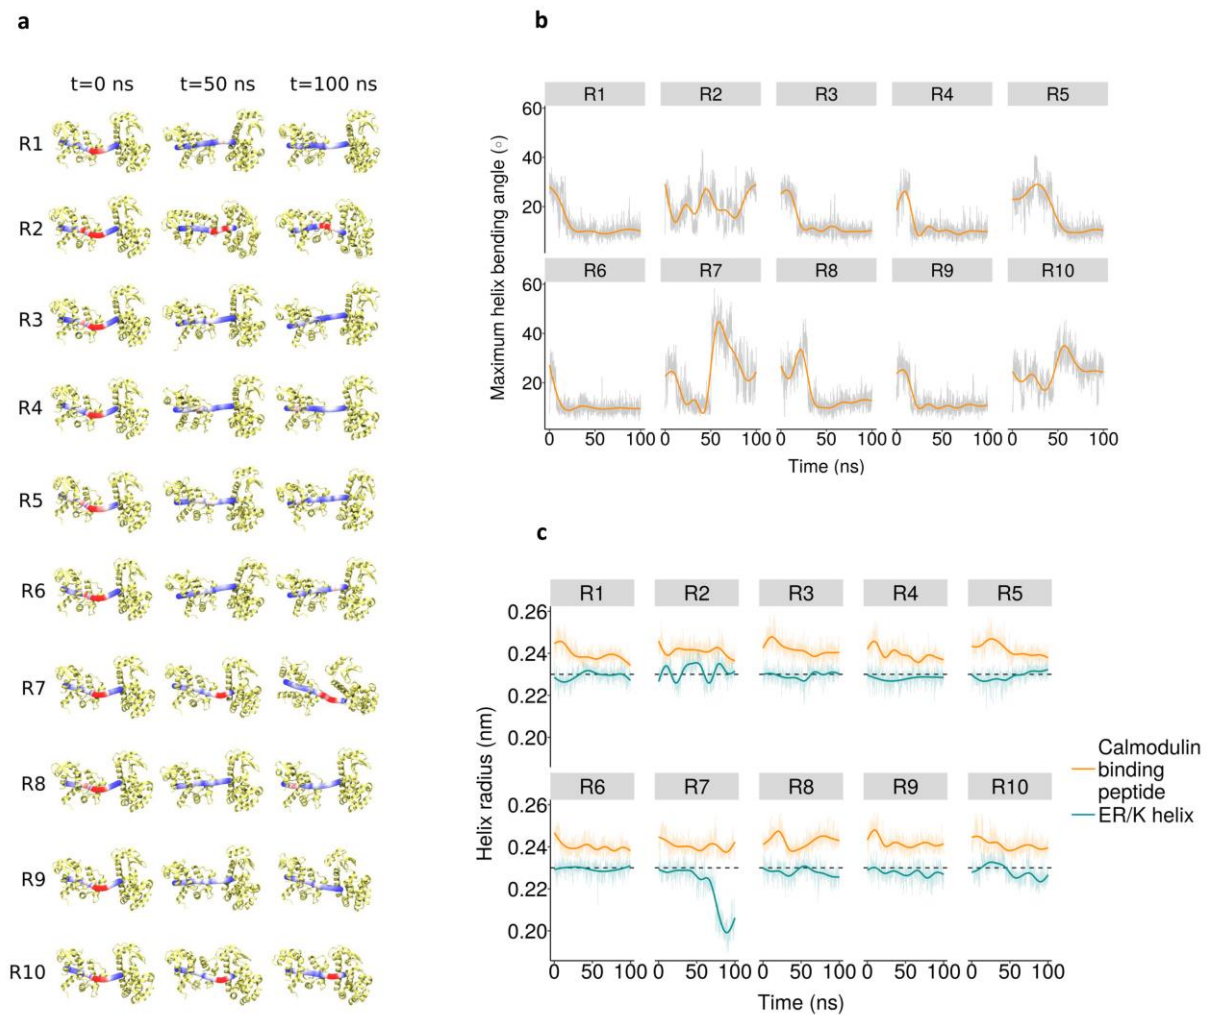 a
t=0 ns t=50 ns t=100 ns
R1
R2
R3
R4
R5
R6
R7
R8
R9
R10
b
R1 R2 R3 R4 R5
60
40
20
R6 R7 R8 R9 R10
60
40
20
0 50 100 0 50 100 0 50 100 0 50 100 0 50 100
Maximum helix bending angle (○)
Time (ns)
c
R1 R2 R3 R4 R5
0.26
0.24
0.22
0.20
R6 R7 R8 R9 R10
0.26
0.24
0.22
0.20
0 50 100 0 50 100 0 50 100 0 50 100 0 50 100
Helix radius (nm)
Time (ns)
Calmodulin
binding
peptide
ER/K helix